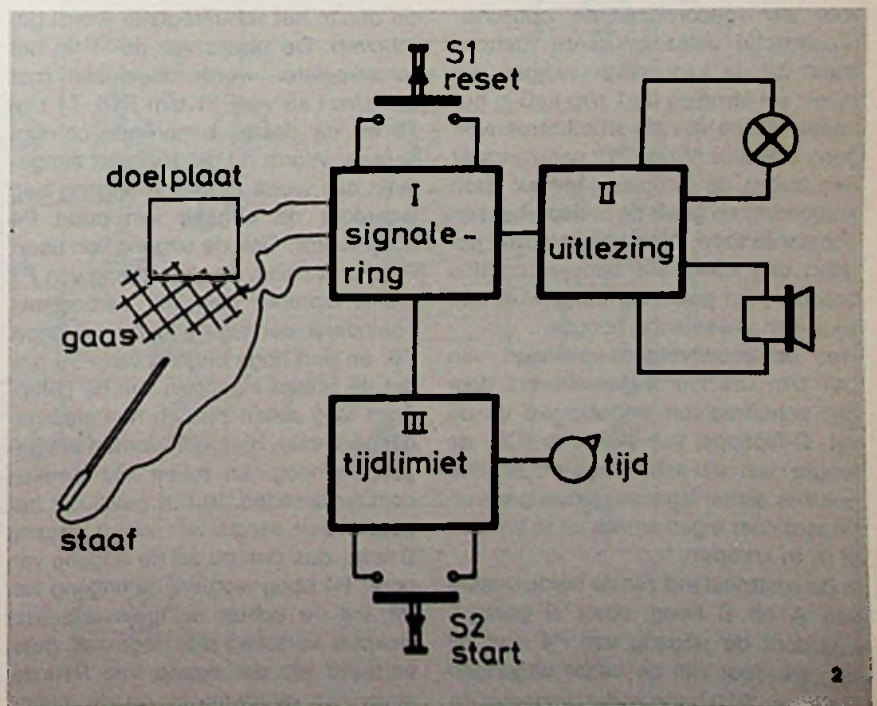 S1
reset
doelplaat
I
signale-
ring
II
uitlezing
gaas
III
tijdlimiet
tijd
staaf
S2
start
2